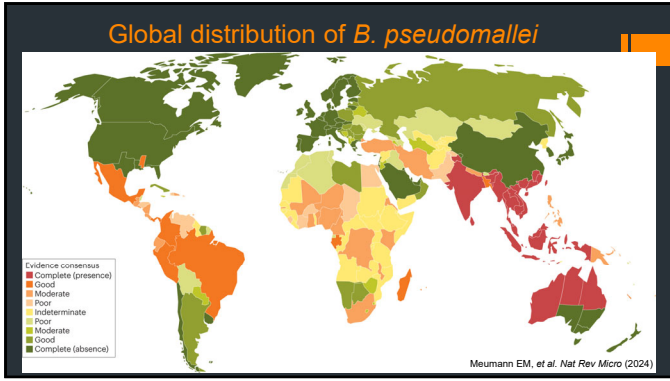 Global distribution of B. pseudomallei
Evidence consensus
Complete (presence)
Good
Moderate
Poor
Indeterminate
Poor
Moderate
Good
Complete (absence)
Meumann EM, et al. Nat Rev Micro (2024)